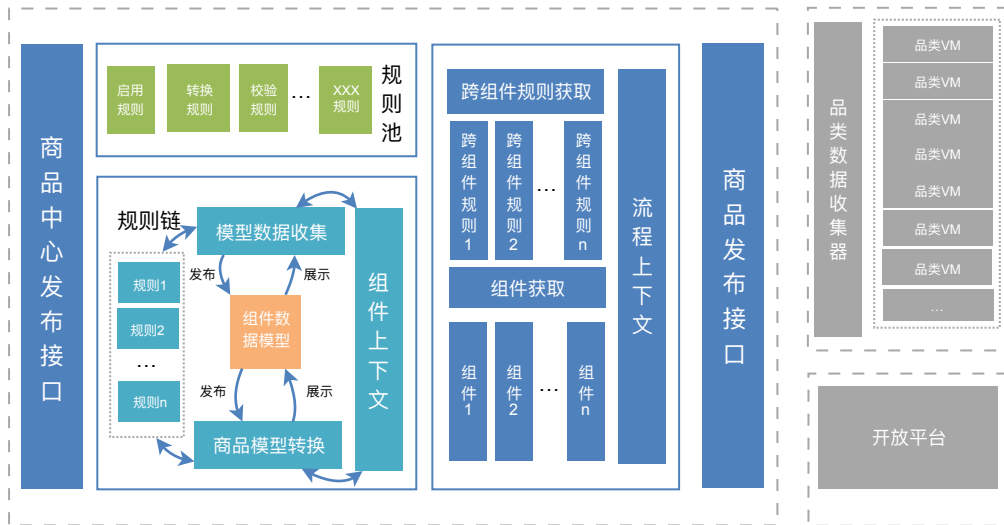 商品中心发布接口
启用
规则
转换
规则
校验
规则
...
XXX
规则
规则池
规则链
模型数据收集
规则1
规则2
...
规则n
发布
展示
组件数
据模型
发布
展示
商品模型转换
组件上下文
跨组件规则获取
跨组件规则1
跨组件规则2
...
跨组件规则n
组件获取
组件1
组件2
...
组件n
流程上下文
商品发布接口
品类数据收集器
品类VM
品类VM
品类VM
品类VM
品类VM
品类VM
品类VM
...
开放平台